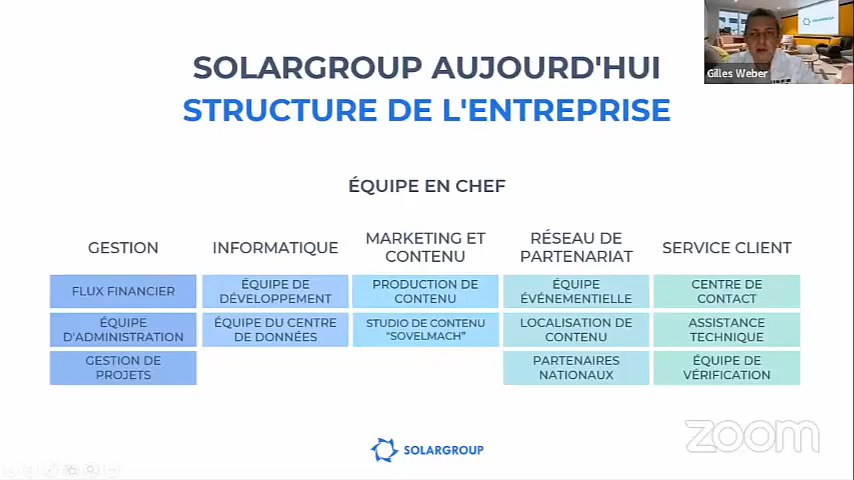 SOLARGROUP
Gilles Weber
SOLARGROUP AUJOURD'HUI
STRUCTURE DE L'ENTREPRISE
ÉQUIPE EN CHEF
GESTION
FLUX FINANCIER
ÉQUIPE
D'ADMINISTRATION
GESTION DE
PROJETS
INFORMATIQUE
ÉQUIPE DE
DÉVELOPPEMENT
ÉQUIPE DU CENTRE
DE DONNÉES
MARKETING ET
CONTENU
PRODUCTION DE
CONTENU
STUDIO DE CONTENU
"SOVELMACH"
RÉSEAU DE
PARTENARIAT
ÉQUIPE
ÉVÉNEMENTIELLE
LOCALISATION DE
CONTENU
PARTENAIRES
NATIONAUX
SERVICE CLIENT
CENTRE DE
CONTACT
ASSISTANCE
TECHNIQUE
ÉQUIPE DE
VÉRIFICATION
SOLARGROUP
zoom